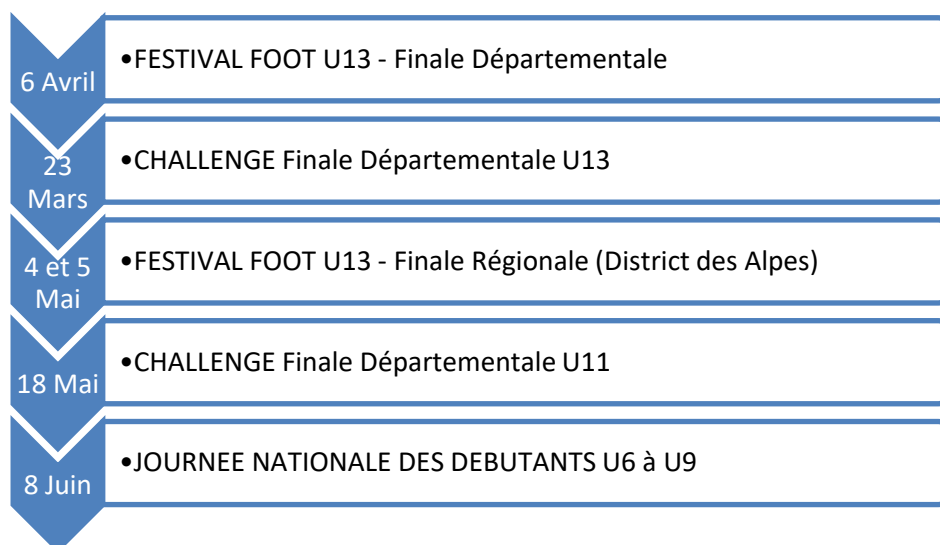 6 Avril
•FESTIVAL FOOT U13 - Finale Départementale
23
Mars
•CHALLENGE Finale Départementale U13
4 et 5
Mai
•FESTIVAL FOOT U13 - Finale Régionale (District des Alpes)
18 Mai
•CHALLENGE Finale Départementale U11
8 Juin
•JOURNEE NATIONALE DES DEBUTANTS U6 à U9